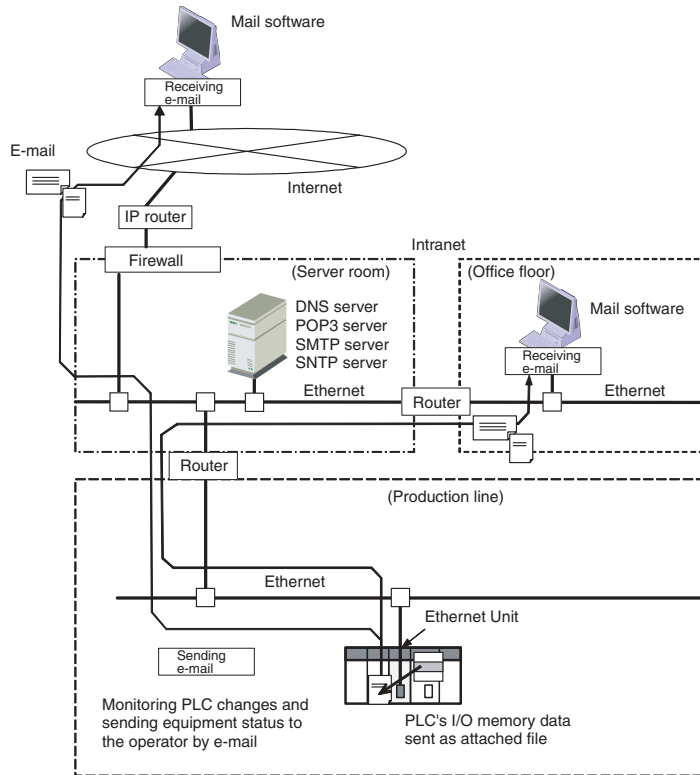 Mail software
Receiving
e-mail
E-mail
Internet
IP router
Intranet
Firewall
(Server room)
(Office floor)
DNS server
POP3 server
SMTP server
SNTP server
Mail software
Receiving
e-mail
Ethernet
Router
Ethernet
Router
(Production line)
Ethernet
Ethernet Unit
Sending
e-mail
Monitoring PLC changes and
sending equipment status to
the operator by e-mail
PLC's I/O memory data
sent as attached file